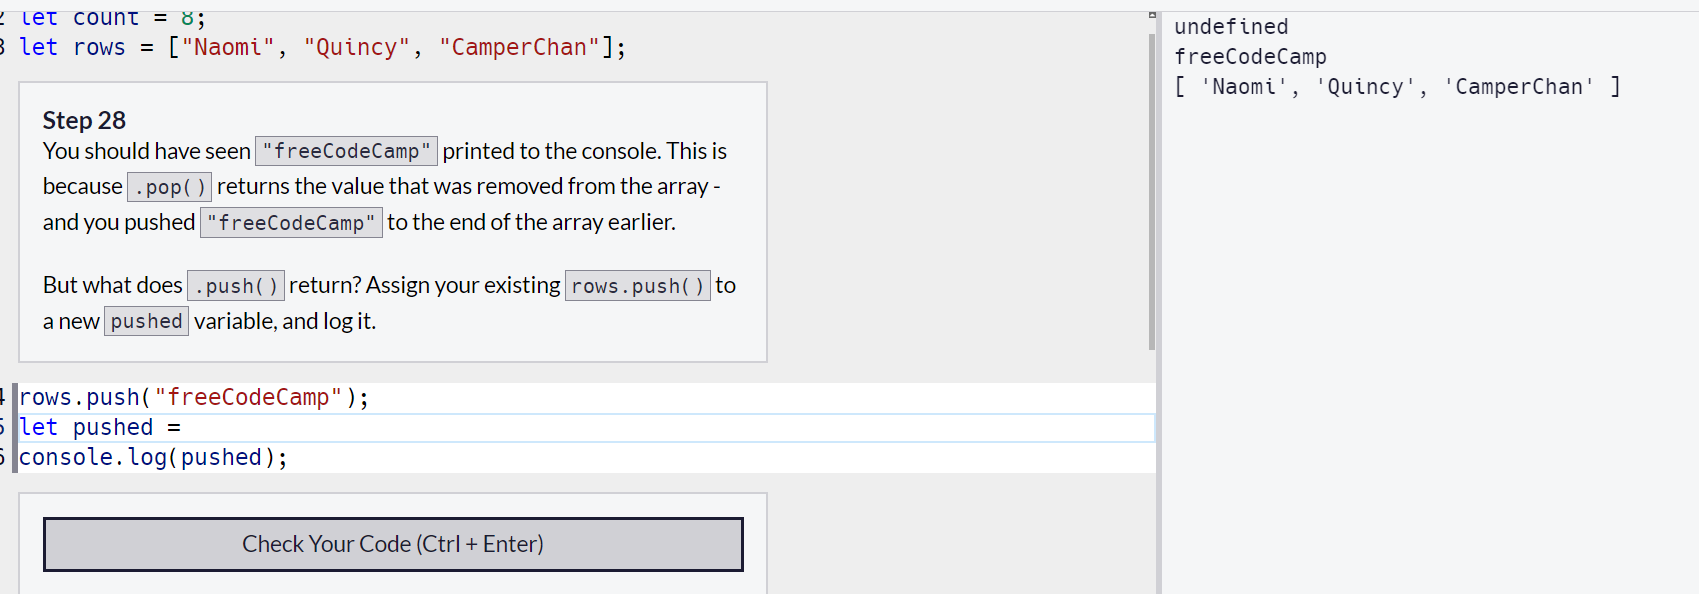 2 let count = 8;
3 let rows = ["Naomi", "Quincy", "CamperChan"];
Step 28
You should have seen "freeCodeCamp" printed to the console. This is
because .pop() returns the value that was removed from the array -
and you pushed "freeCodeCamp" to the end of the array earlier.
But what does .push() return? Assign your existing rows.push() to
a new pushed variable, and log it.
4 rows.push("freeCodeCamp");
5 let pushed =
6 console.log(pushed);
Check Your Code (Ctrl + Enter)
undefined
freeCodeCamp
[ 'Naomi', 'Quincy', 'CamperChan' ]